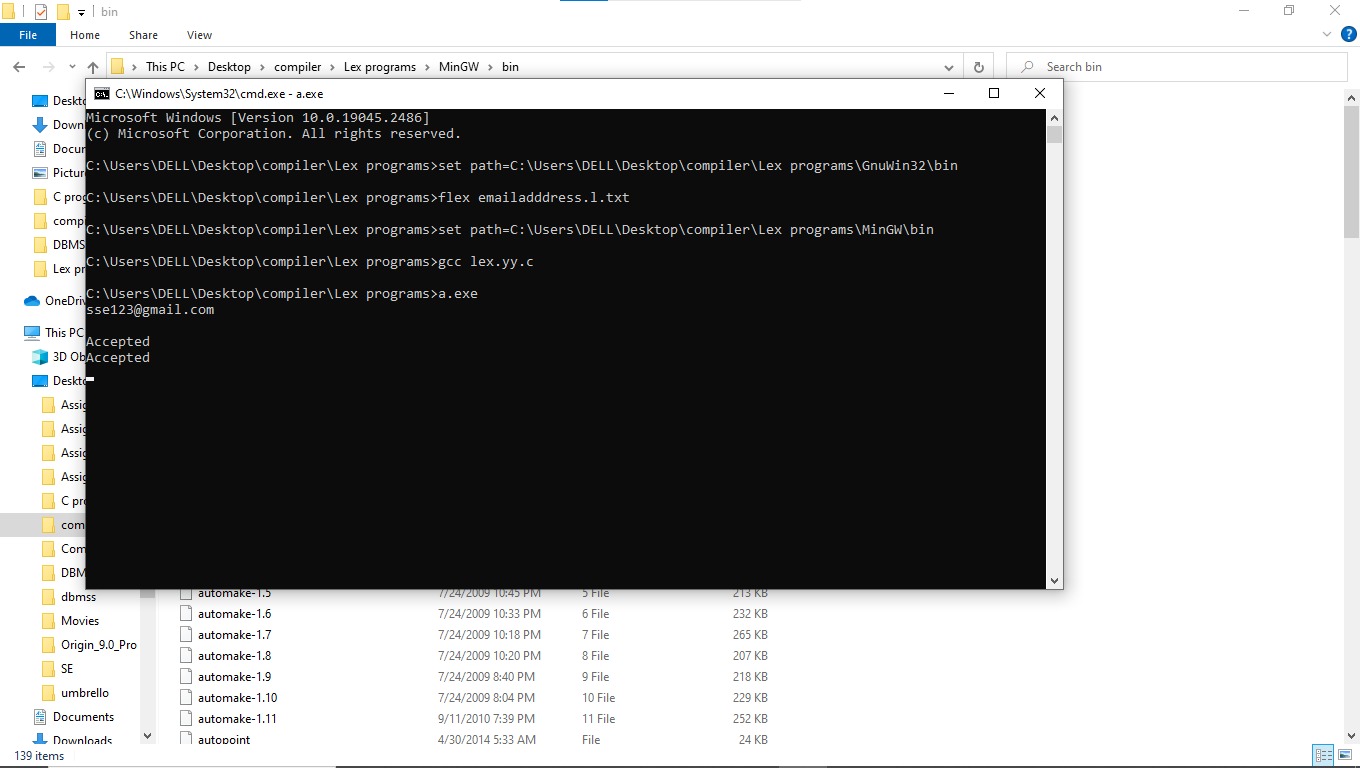 bin
File Home Share View
This PC > Desktop > compiler > Lex programs > MinGW > bin
Search bin
C:\Windows\System32\cmd.exe - a.exe
Microsoft Windows [Version 10.0.19045.2486]
(c) Microsoft Corporation. All rights reserved.
C:\Users\DELL\Desktop\compiler\Lex programs>set path=C:\Users\DELL\Desktop\compiler\Lex programs\GnuWin32\bin
C:\Users\DELL\Desktop\compiler\Lex programs>flex emailadddress.l.txt
C:\Users\DELL\Desktop\compiler\Lex programs>set path=C:\Users\DELL\Desktop\compiler\Lex programs\MinGW\bin
C:\Users\DELL\Desktop\compiler\Lex programs>gcc lex.yy.c
C:\Users\DELL\Desktop\compiler\Lex programs>a.exe
sse123@gmail.com
Accepted
Accepted
Deskto
Down
Docur
Picture
C prog
compi
DBMS
Lex pr
OneDriv
This PC
3D Ob
Deskto
Assig
Assig
Assig
Assig
C pro
com
Com
DBM
dbmss
Movies
Origin_9.0_Pro
SE
umbrello
Documents
Downloads
automake-1.5 7/24/2009 10:45 PM 5 File 213 KB
automake-1.6 7/24/2009 10:33 PM 6 File 232 KB
automake-1.7 7/24/2009 10:18 PM 7 File 265 KB
automake-1.8 7/24/2009 10:20 PM 8 File 207 KB
automake-1.9 7/24/2009 8:40 PM 9 File 218 KB
automake-1.10 7/24/2009 8:04 PM 10 File 229 KB
automake-1.11 9/11/2010 7:39 PM 11 File 252 KB
autopoint 4/30/2014 5:33 AM File 24 KB
139 items